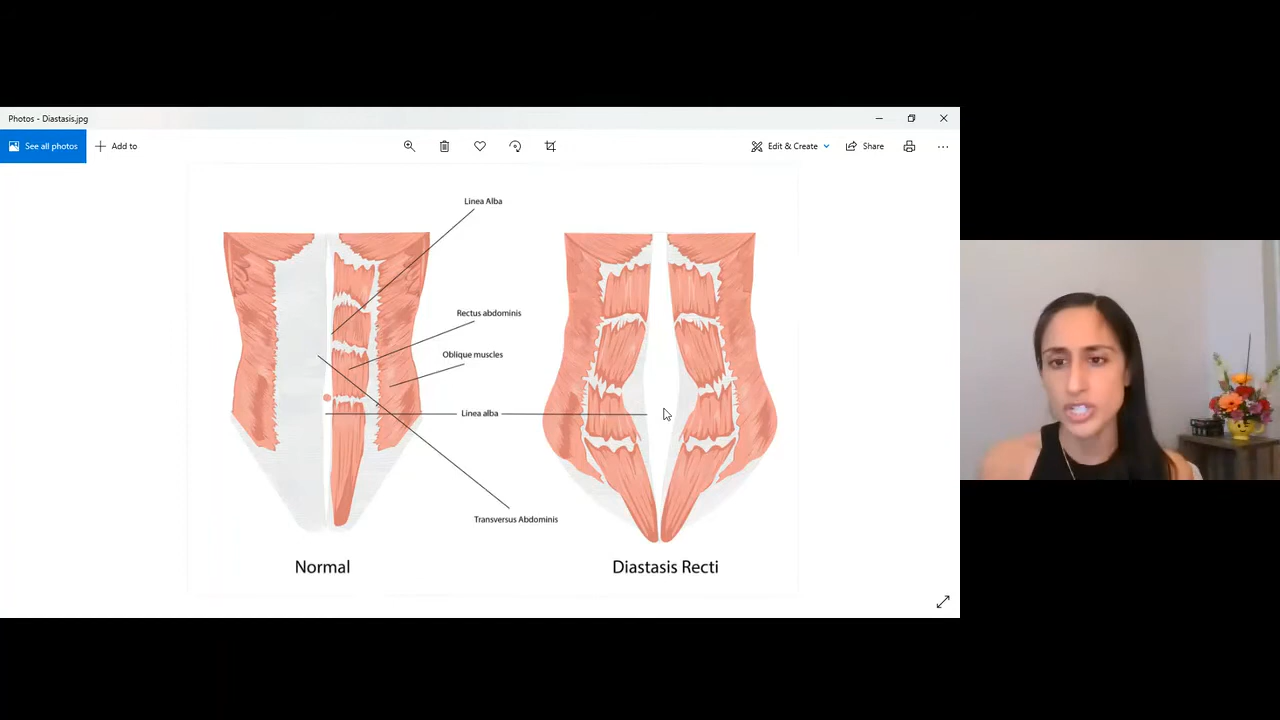 Photos - Diastasis.jpg
See all photos
Add to
Edit & Create
Share
Linea Alba
Rectus abdominis
Oblique muscles
Linea alba
Transversus Abdominis
Normal
Diastasis Recti